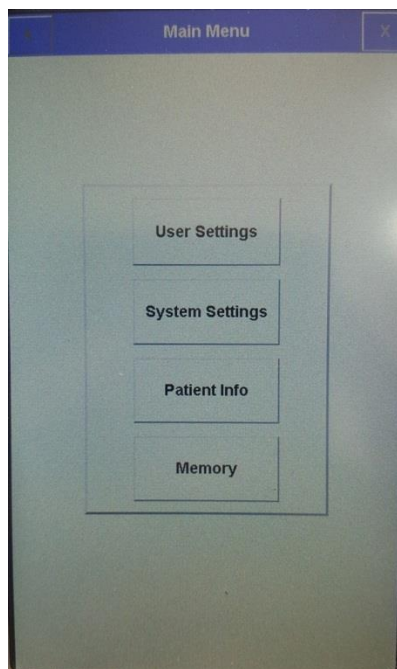 Main Menu
X
User Settings
System Settings
Patient Info
Memory